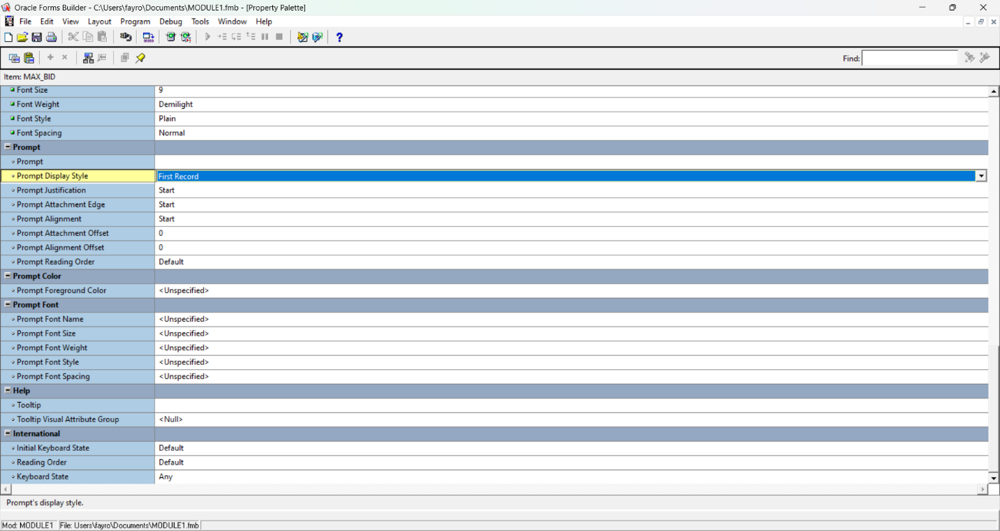 Oracle Forms Builder - C:\Users\fayro\Documents\MODULE1.fmb - [Property Palette]
File Edit View Layout Program Debug Tools Window Help
Find:
Item: MAX_BID
Font Size 9
Font Weight Demilight
Font Style Plain
Font Spacing Normal
Prompt
Prompt
Prompt Display Style First Record
Prompt Justification Start
Prompt Attachment Edge Start
Prompt Alignment Start
Prompt Attachment Offset 0
Prompt Alignment Offset 0
Prompt Reading Order Default
Prompt Color
Prompt Foreground Color <Unspecified>
Prompt Font
Prompt Font Name <Unspecified>
Prompt Font Size <Unspecified>
Prompt Font Weight <Unspecified>
Prompt Font Style <Unspecified>
Prompt Font Spacing <Unspecified>
Help
Tooltip
Tooltip Visual Attribute Group <Null>
International
Initial Keyboard State Default
Reading Order Default
Keyboard State Any
Prompt's display style.
Mod: MODULE1 File: Users\fayro\Documents\MODULE1.fmb